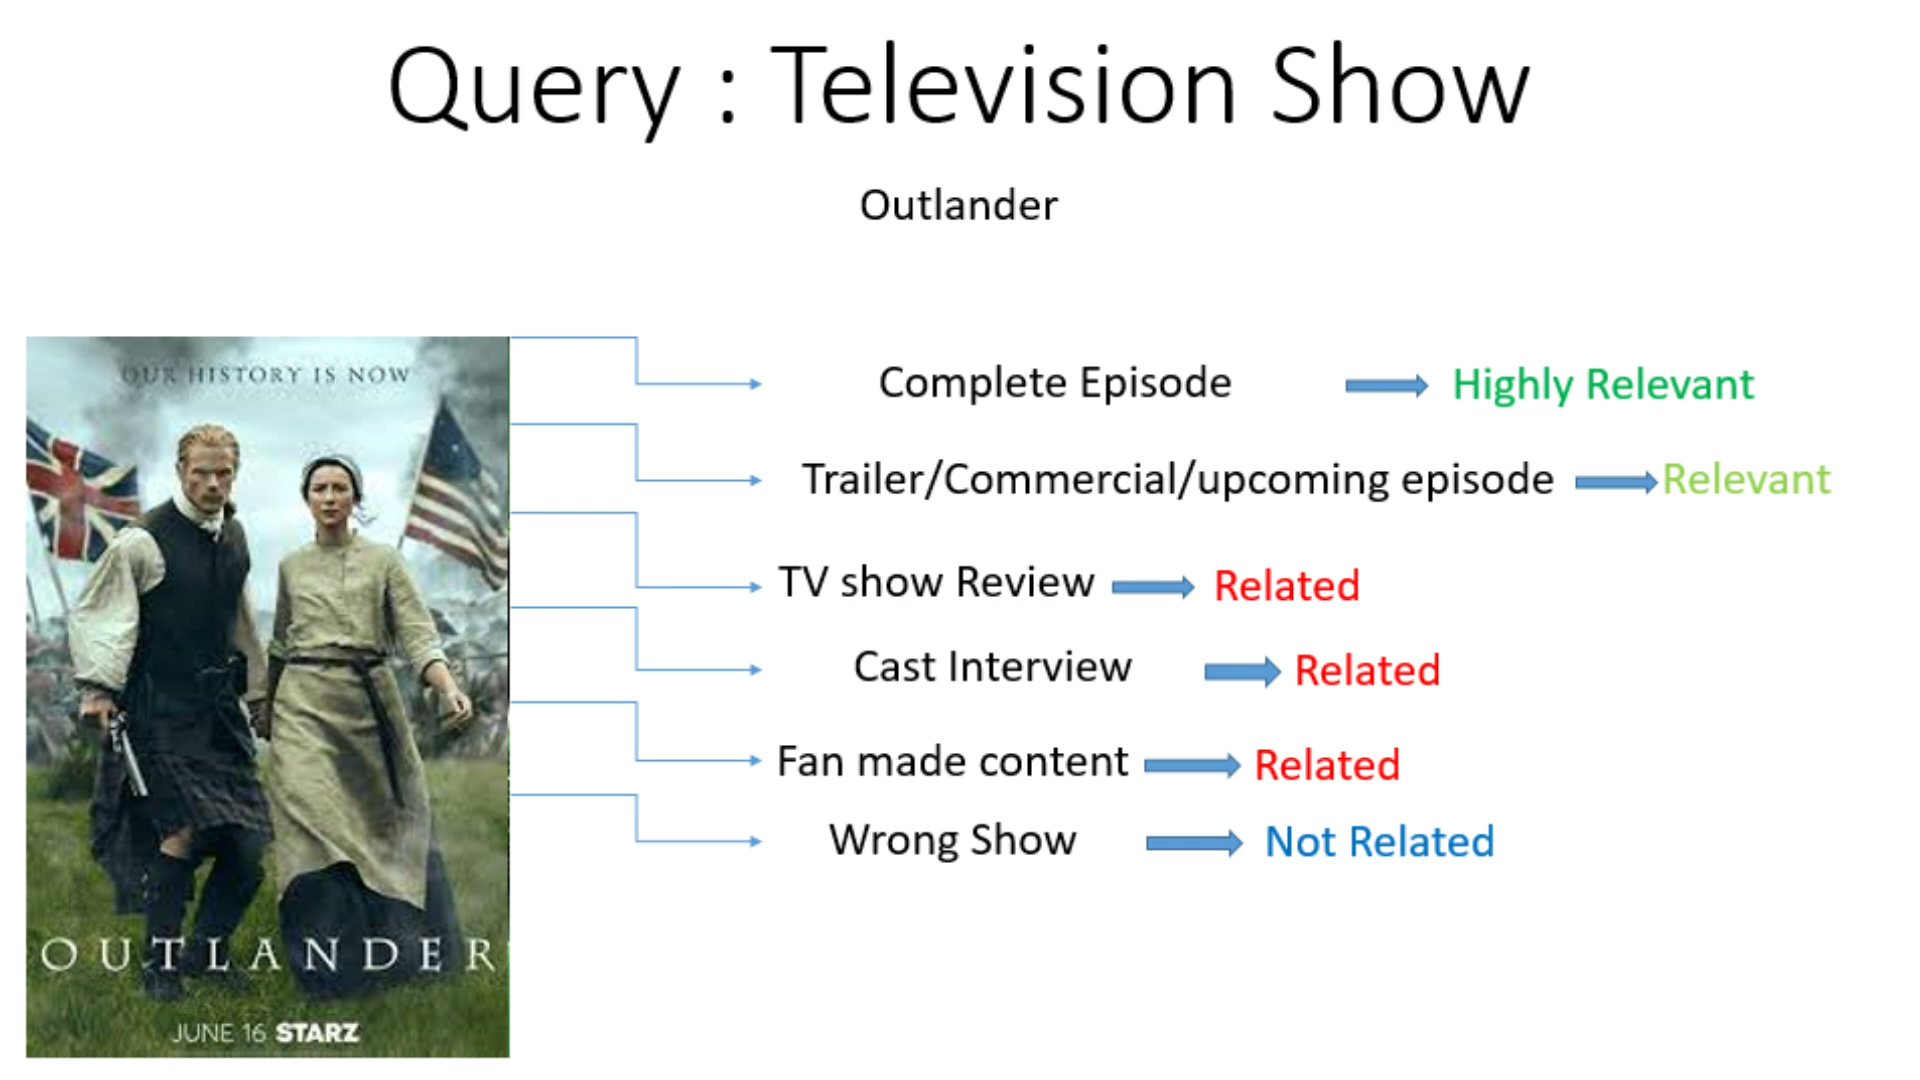 Query : Television Show
Outlander
OUR HISTORY IS NOW
Complete Episode Highly Relevant
Trailer/Commercial/upcoming episode Relevant
TV show Review Related
Cast Interview Related
Fan made content Related
Wrong Show Not Related
OUTLANDER
JUNE 16 STARZ